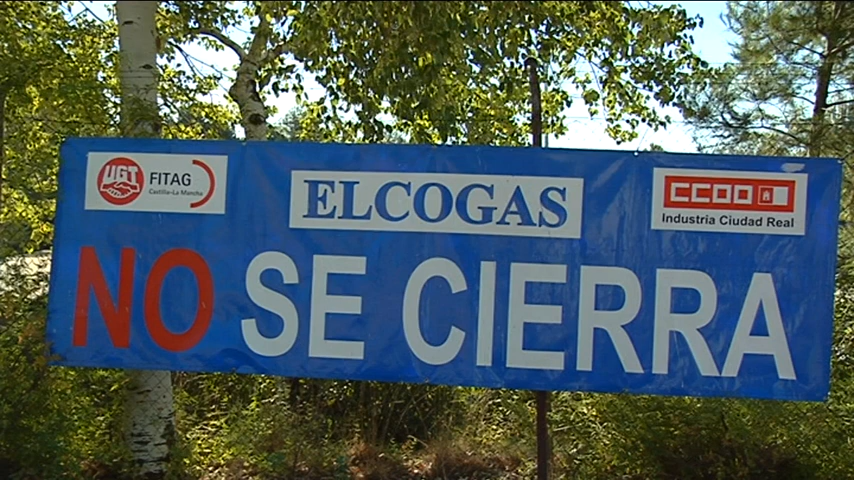 UGT
FITAG
Castilla-La Mancha
ELCOGAS
CCOO
Industria Ciudad Real
NO SE CIERRA